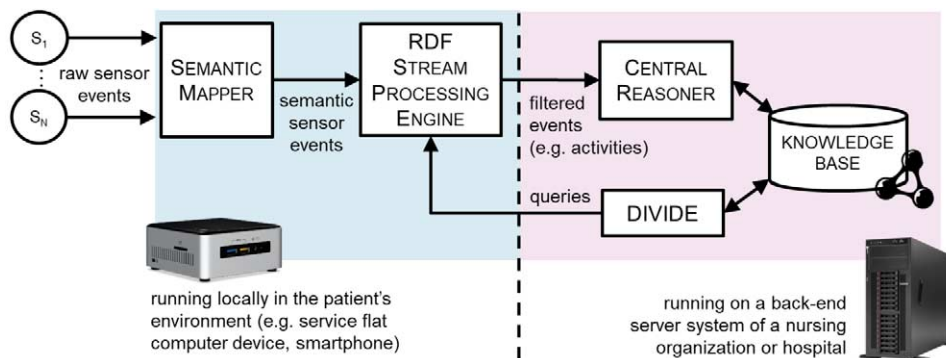 S1
raw sensor
events
SN
SEMANTIC
MAPPER
semantic
sensor
events
RDF
STREAM
PROCESSING
ENGINE
filtered
events
(e.g. activities)
CENTRAL
REASONER
KNOWLEDGE
BASE
queries
DIVIDE
running locally in the patient's
environment (e.g. service flat
computer device, smartphone)
running on a back-end
server system of a nursing
organization or hospital